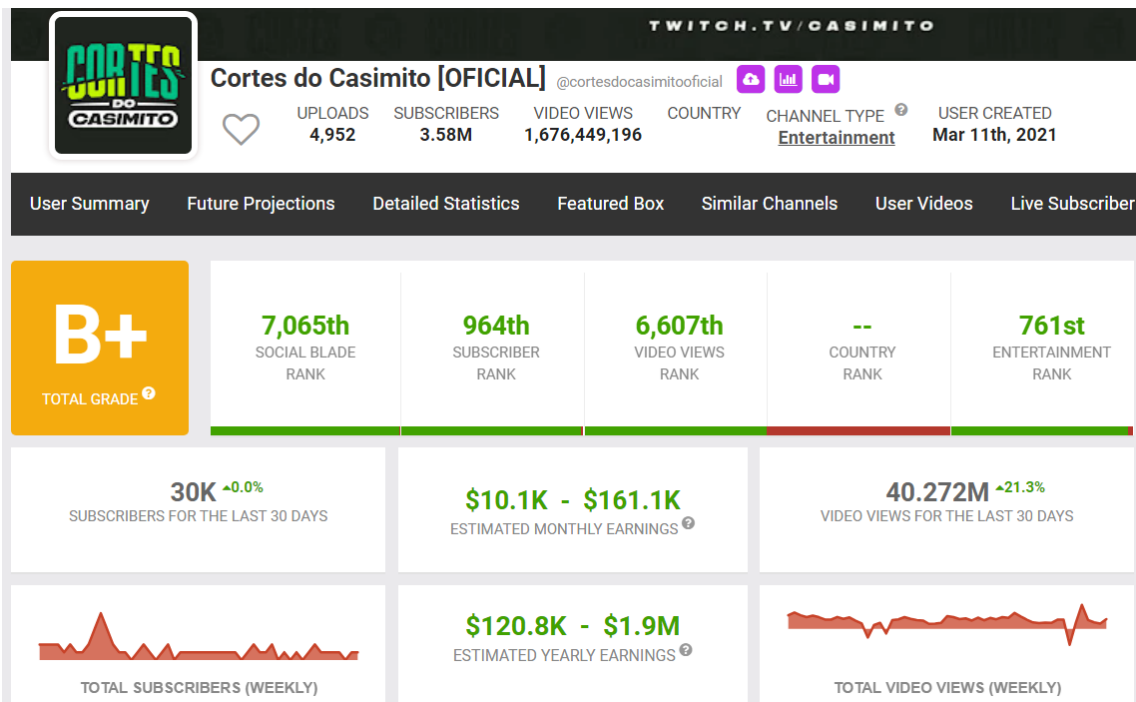 TWITCH.TV/CASIMITO
CORTES
DO
CASIMITO
Cortes do Casimito [OFICIAL] @cortesdocasimitooficial
UPLOADS SUBSCRIBERS VIDEO VIEWS COUNTRY CHANNEL TYPE ? USER CREATED
4,952 3.58M 1,676,449,196 Entertainment Mar 11th, 2021
User Summary Future Projections Detailed Statistics Featured Box Similar Channels User Videos Live Subscriber
B+
TOTAL GRADE ?
7,065th 964th 6,607th -- 761st
SOCIAL BLADE SUBSCRIBER VIDEO VIEWS COUNTRY ENTERTAINMENT
RANK RANK RANK RANK RANK
30K 0.0%
SUBSCRIBERS FOR THE LAST 30 DAYS
$10.1K - $161.1K
ESTIMATED MONTHLY EARNINGS ?
40.272M 21.3%
VIDEO VIEWS FOR THE LAST 30 DAYS
TOTAL SUBSCRIBERS (WEEKLY)
$120.8K - $1.9M
ESTIMATED YEARLY EARNINGS ?
TOTAL VIDEO VIEWS (WEEKLY)